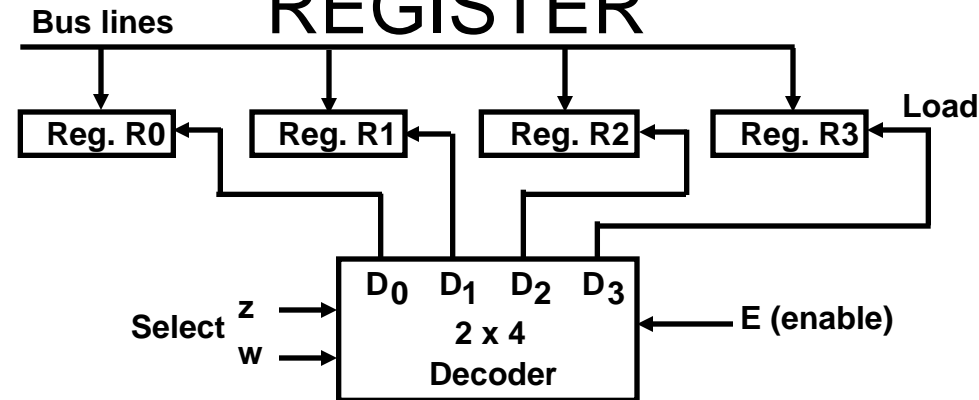 REGISTER
Bus lines
Load
Reg. R0 Reg. R1 Reg. R2 Reg. R3
D0 D1 D2 D3
Select z
w
2 x 4
Decoder
E (enable)